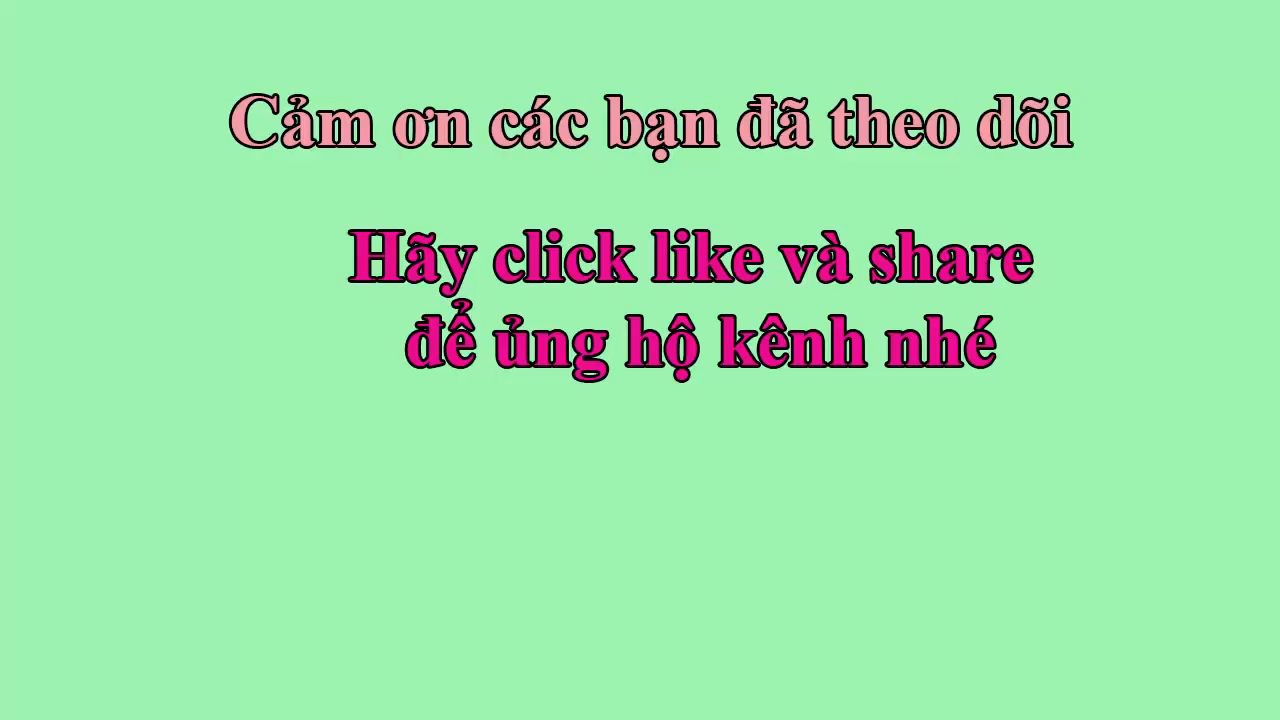 Cảm ơn các bạn đã theo dõi
Hãy click like và share
để ủng hộ kênh nhé